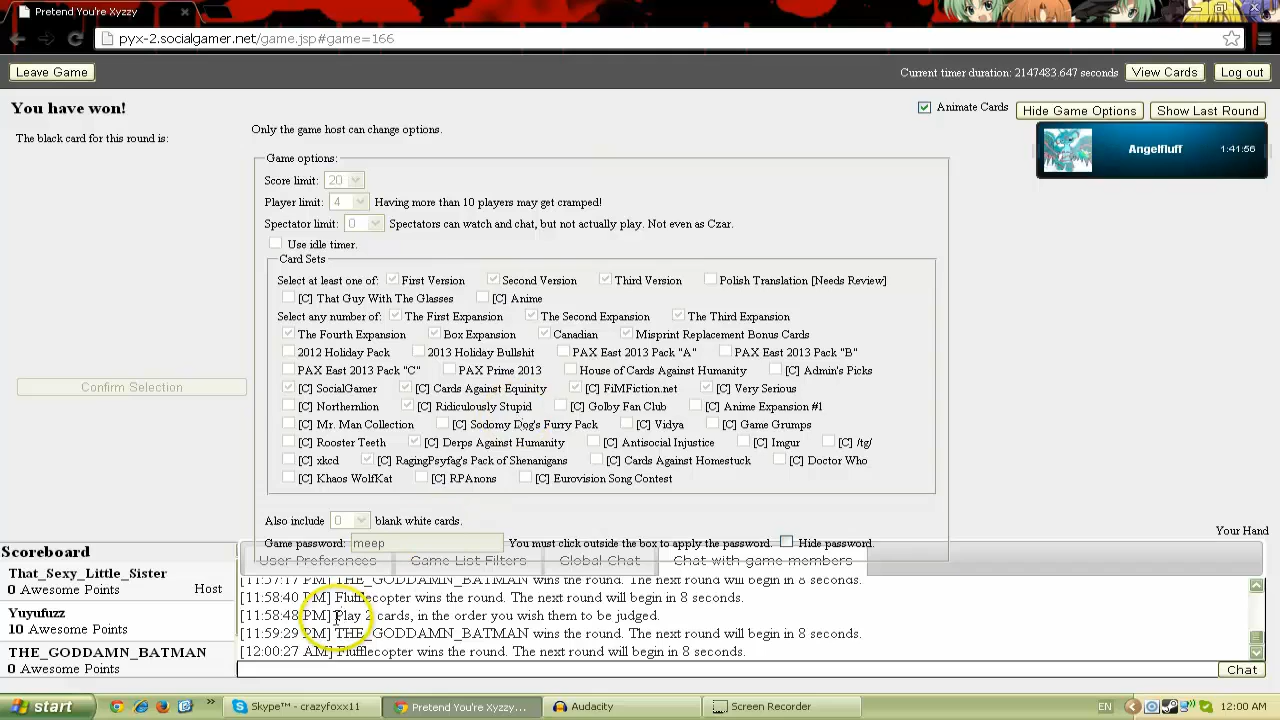 Pretend You're Xyzzy
pyx-2.socialgamer.net/game.jsp#game=166
Leave Game
Current timer duration: 2147483.647 seconds
View Cards
Log out
You have won!
Animate Cards
Hide Game Options
Show Last Round
The black card for this round is:
Only the game host can change options.
Angelfluff
1:41:56
Game options:
Score limit: 20
Player limit: 4 Having more than 10 players may get cramped!
Spectator limit: 0 Spectators can watch and chat, but not actually play. Not even as Czar.
Use idle timer.
Card Sets
Select at least one of: First Version Second Version Third Version Polish Translation [Needs Review]
[C] That Guy With The Glasses [C] Anime
Select any number of: The First Expansion The Second Expansion The Third Expansion
The Fourth Expansion Box Expansion Canadian Misprint Replacement Bonus Cards
2012 Holiday Pack 2013 Holiday Bullshit PAX East 2013 Pack "A" PAX East 2013 Pack "B"
PAX East 2013 Pack "C" PAX Prime 2013 House of Cards Against Humanity [C] Admin's Picks
[C] SocialGamer [C] Cards Against Equinity [C] FiMFiction.net [C] Very Serious
[C] Northernlion [C] Ridiculously Stupid [C] Golby Fan Club [C] Anime Expansion #1
[C] Mr. Man Collection [C] Sodomy Dog's Furry Pack [C] Vidya [C] Game Grumps
[C] Rooster Teeth [C] Derps Against Humanity [C] Antisocial Injustice [C] Imgur [C] /tg/
[C] xkcd [C] RagingPsyfag's Pack of Shenanigans [C] Cards Against Homestuck [C] Doctor Who
[C] Khaos WolfKat [C] RPAnons [C] Eurovision Song Contest
Confirm Selection
Also include 0 blank white cards.
Game password: meep You must click outside the box to apply the password. Hide password.
Your Hand
Scoreboard
User Preferences
Game List Filters
Global Chat
Chat with game members
That_Sexy_Little_Sister
0 Awesome Points Host
Yuyufuzz
10 Awesome Points
THE_GODDAMN_BATMAN
0 Awesome Points
[11:57:17 PM] THE_GODDAMN_BATMAN wins the round. The next round will begin in 8 seconds.
[11:58:40 PM] Flufflecopter wins the round. The next round will begin in 8 seconds.
[11:58:48 PM] Play 2 cards, in the order you wish them to be judged.
[11:59:29 PM] THE_GODDAMN_BATMAN wins the round. The next round will begin in 8 seconds.
[12:00:27 AM] Flufflecopter wins the round. The next round will begin in 8 seconds.
Chat
start
Skype™ - crazyfoxx11
Pretend You're Xyzzy...
Audacity
Screen Recorder
EN
12:00 AM